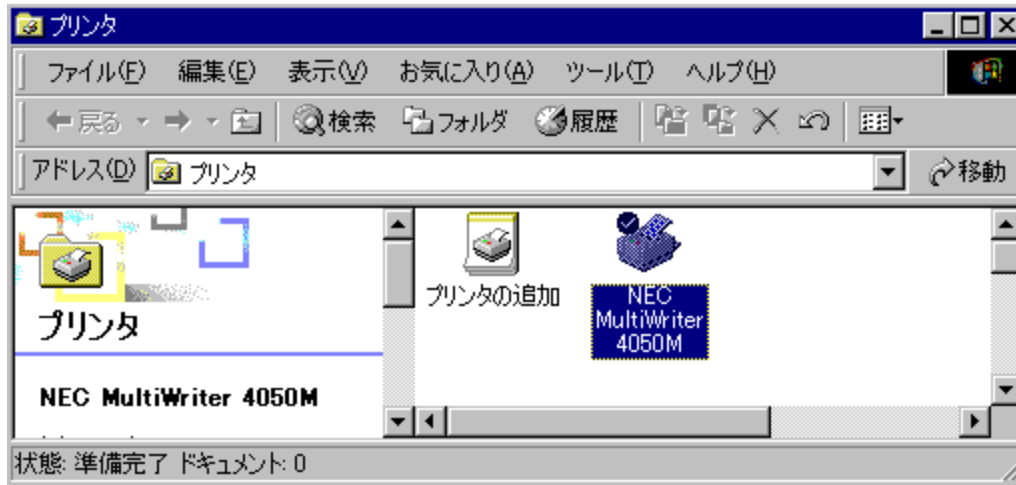 プリンタ
ファイル(F) 編集(E) 表示(V) お気に入り(A) ツール(T) ヘルプ(H)
戻る 検索 フォルダ 履歴
アドレス(D) プリンタ 移動
プリンタ
NEC MultiWriter 4050M
プリンタの追加
NEC
MultiWriter
4050M
状態: 準備完了 ドキュメント: 0